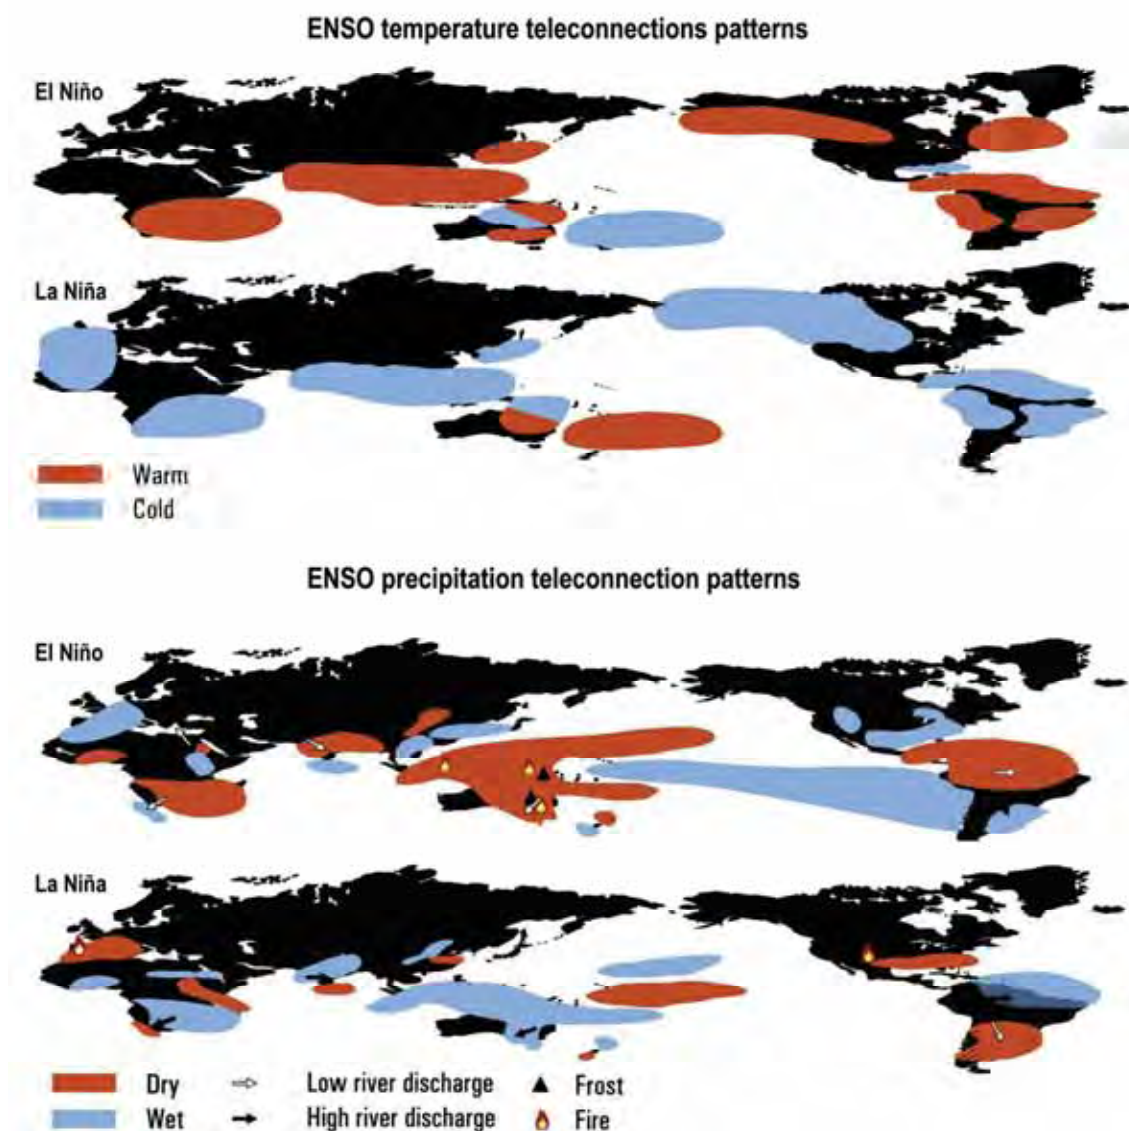 ENSO temperature teleconnections patterns
El Niño
La Niña
Warm
Cold
ENSO precipitation teleconnection patterns
El Niño
La Niña
Dry
Low river discharge
Frost
Wet
High river discharge
Fire